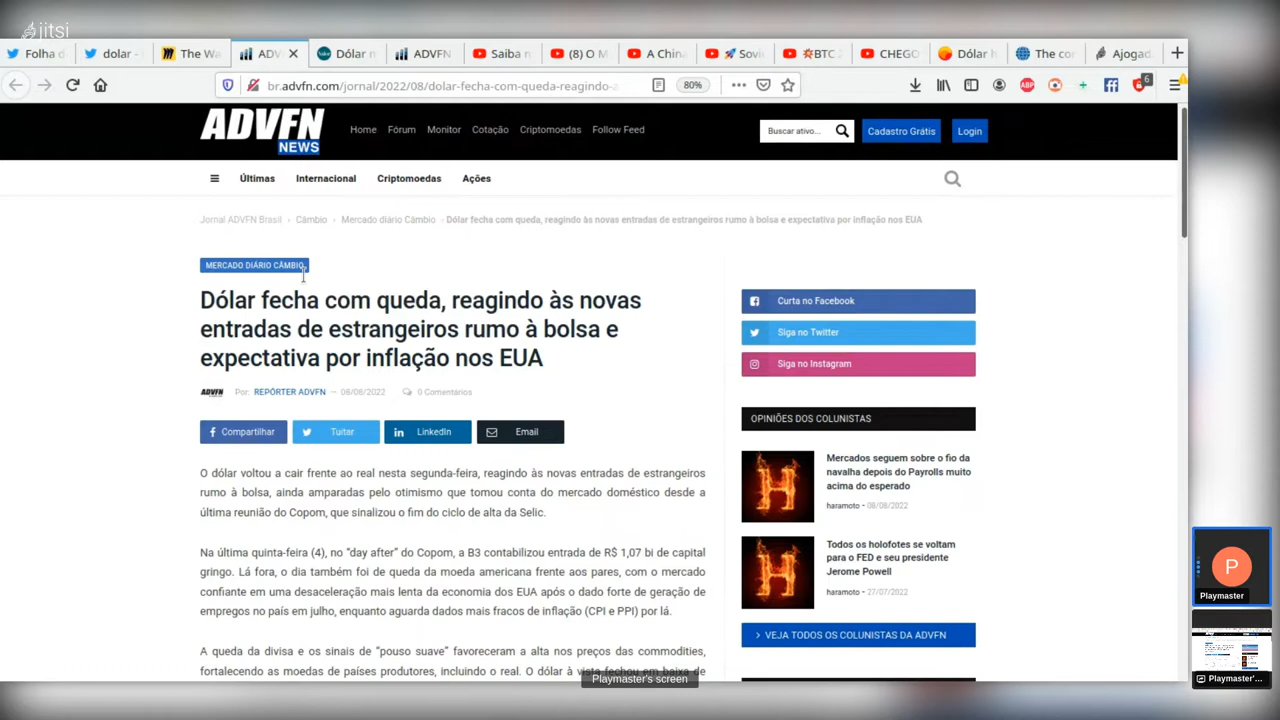 jitsi
Folha d
dolar -
The Wa
ADV
Dólar n
ADVFN
Saiba n
(8) O M
A China
🚀 Sovi
BTC 2
CHEGO
Dólar h
The co
Ajogad
br.advfn.com/jornal/2022/08/dolar-fecha-com-queda-reagindo-a
80%
ABP
6
ADVFN
NEWS
Home Fórum Monitor Cotação Criptomoedas Follow Feed
Buscar ativo...
Cadastro Grátis
Login
Últimas Internacional Criptomoedas Ações
Jornal ADVFN Brasil › Câmbio › Mercado diário Câmbio › Dólar fecha com queda, reagindo às novas entradas de estrangeiros rumo à bolsa e expectativa por inflação nos EUA
MERCADO DIÁRIO CÂMBIO
Dólar fecha com queda, reagindo às novas
entradas de estrangeiros rumo à bolsa e
expectativa por inflação nos EUA
ADVFN Por: REPÓRTER ADVFN — 08/08/2022 0 Comentários
Compartilhar
Tuitar
LinkedIn
Email
O dólar voltou a cair frente ao real nesta segunda-feira, reagindo às novas entradas de estrangeiros
rumo à bolsa, ainda amparadas pelo otimismo que tomou conta do mercado doméstico desde a
última reunião do Copom, que sinalizou o fim do ciclo de alta da Selic.
Na última quinta-feira (4), no “day after” do Copom, a B3 contabilizou entrada de R$ 1,07 bi de capital
gringo. Lá fora, o dia também foi de queda da moeda americana frente aos pares, com o mercado
confiante em uma desaceleração mais lenta da economia dos EUA após o dado forte de geração de
empregos no país em julho, enquanto aguarda dados mais fracos de inflação (CPI e PPI) por lá.
A queda da divisa e os sinais de “pouso suave” favoreceram a alta nos preços das commodities,
fortalecendo as moedas de países produtores, incluindo o real. O dólar à vista fechou em baixa de
Curta no Facebook
Siga no Twitter
Siga no Instagram
OPINIÕES DOS COLUNISTAS
H
Mercados seguem sobre o fio da
navalha depois do Payrolls muito
acima do esperado
haramoto - 08/08/2022
H
Todos os holofotes se voltam
para o FED e seu presidente
Jerome Powell
haramoto - 27/07/2022
> VEJA TODOS OS COLUNISTAS DA ADVFN
P
Playmaster
Playmaster'...
Playmaster's screen